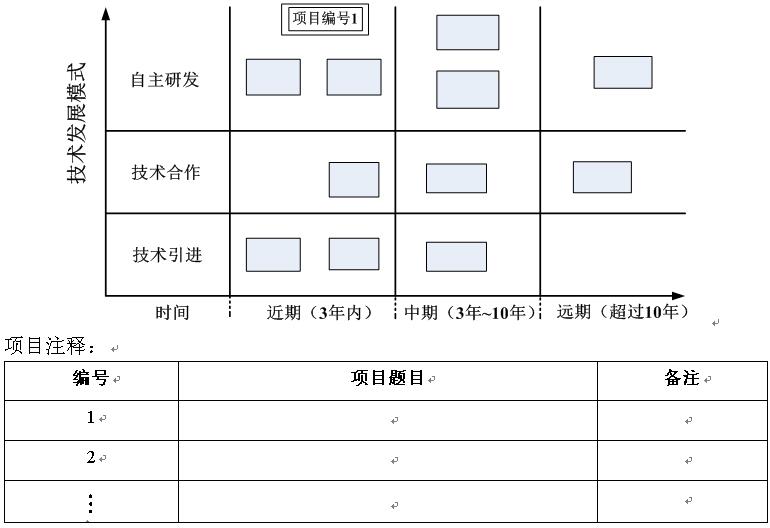 项目编号1
技术发展模式
自主研发
技术合作
技术引进
时间
近期（3年内）
中期（3年~10年）
远期（超过10年）
项目注释：
编号 项目题目 备注
1
2
⋮